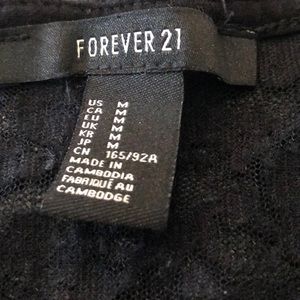 FOREVER 21
US M
CA M
EU M
UK M
KR M
JP M
CN 165/92A
MADE IN
CAMBODIA
FABRIQUÉ AU
CAMBODGE